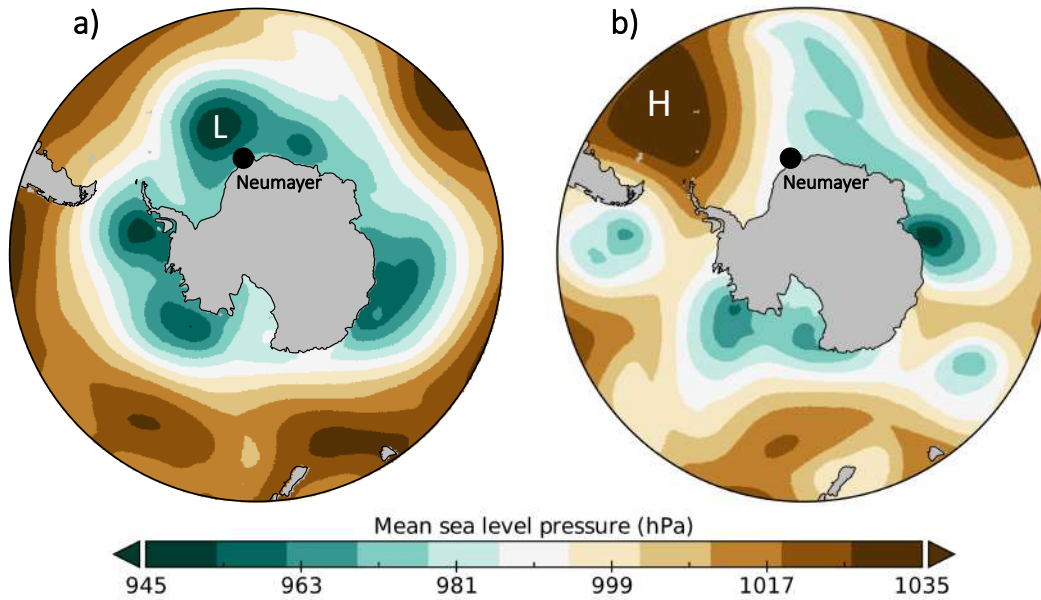 a)
b)
L
H
Neumayer
Neumayer
Mean sea level pressure (hPa)
945 963 981 999 1017 1035